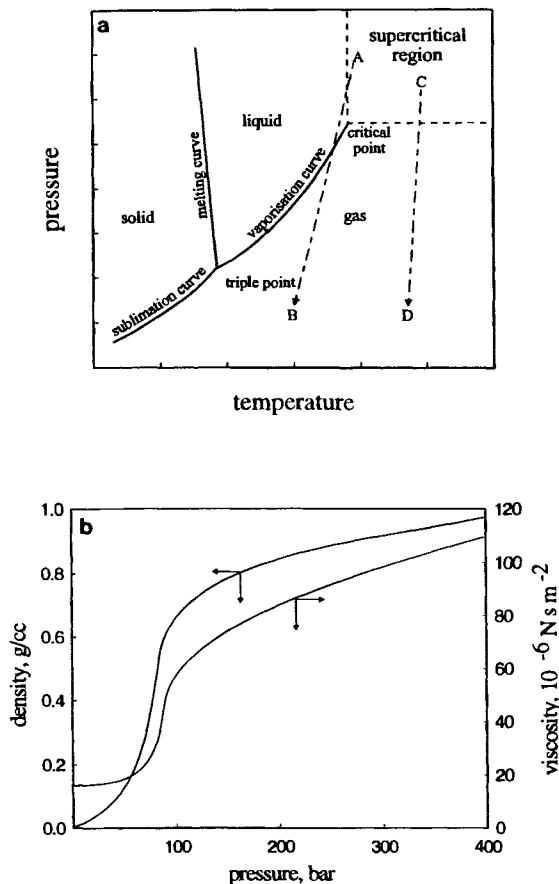 a
supercritical
region
A
C
liquid
critical
point
melting curve
vaporisation curve
solid
gas
triple point
sublimation curve
B
D
pressure
temperature
b
1.0
0.8
0.6
0.4
0.2
0.0
density, g/cc
120
100
80
60
40
20
0
viscosity, 10⁻⁶ N s m⁻²
100
200
300
400
pressure, bar